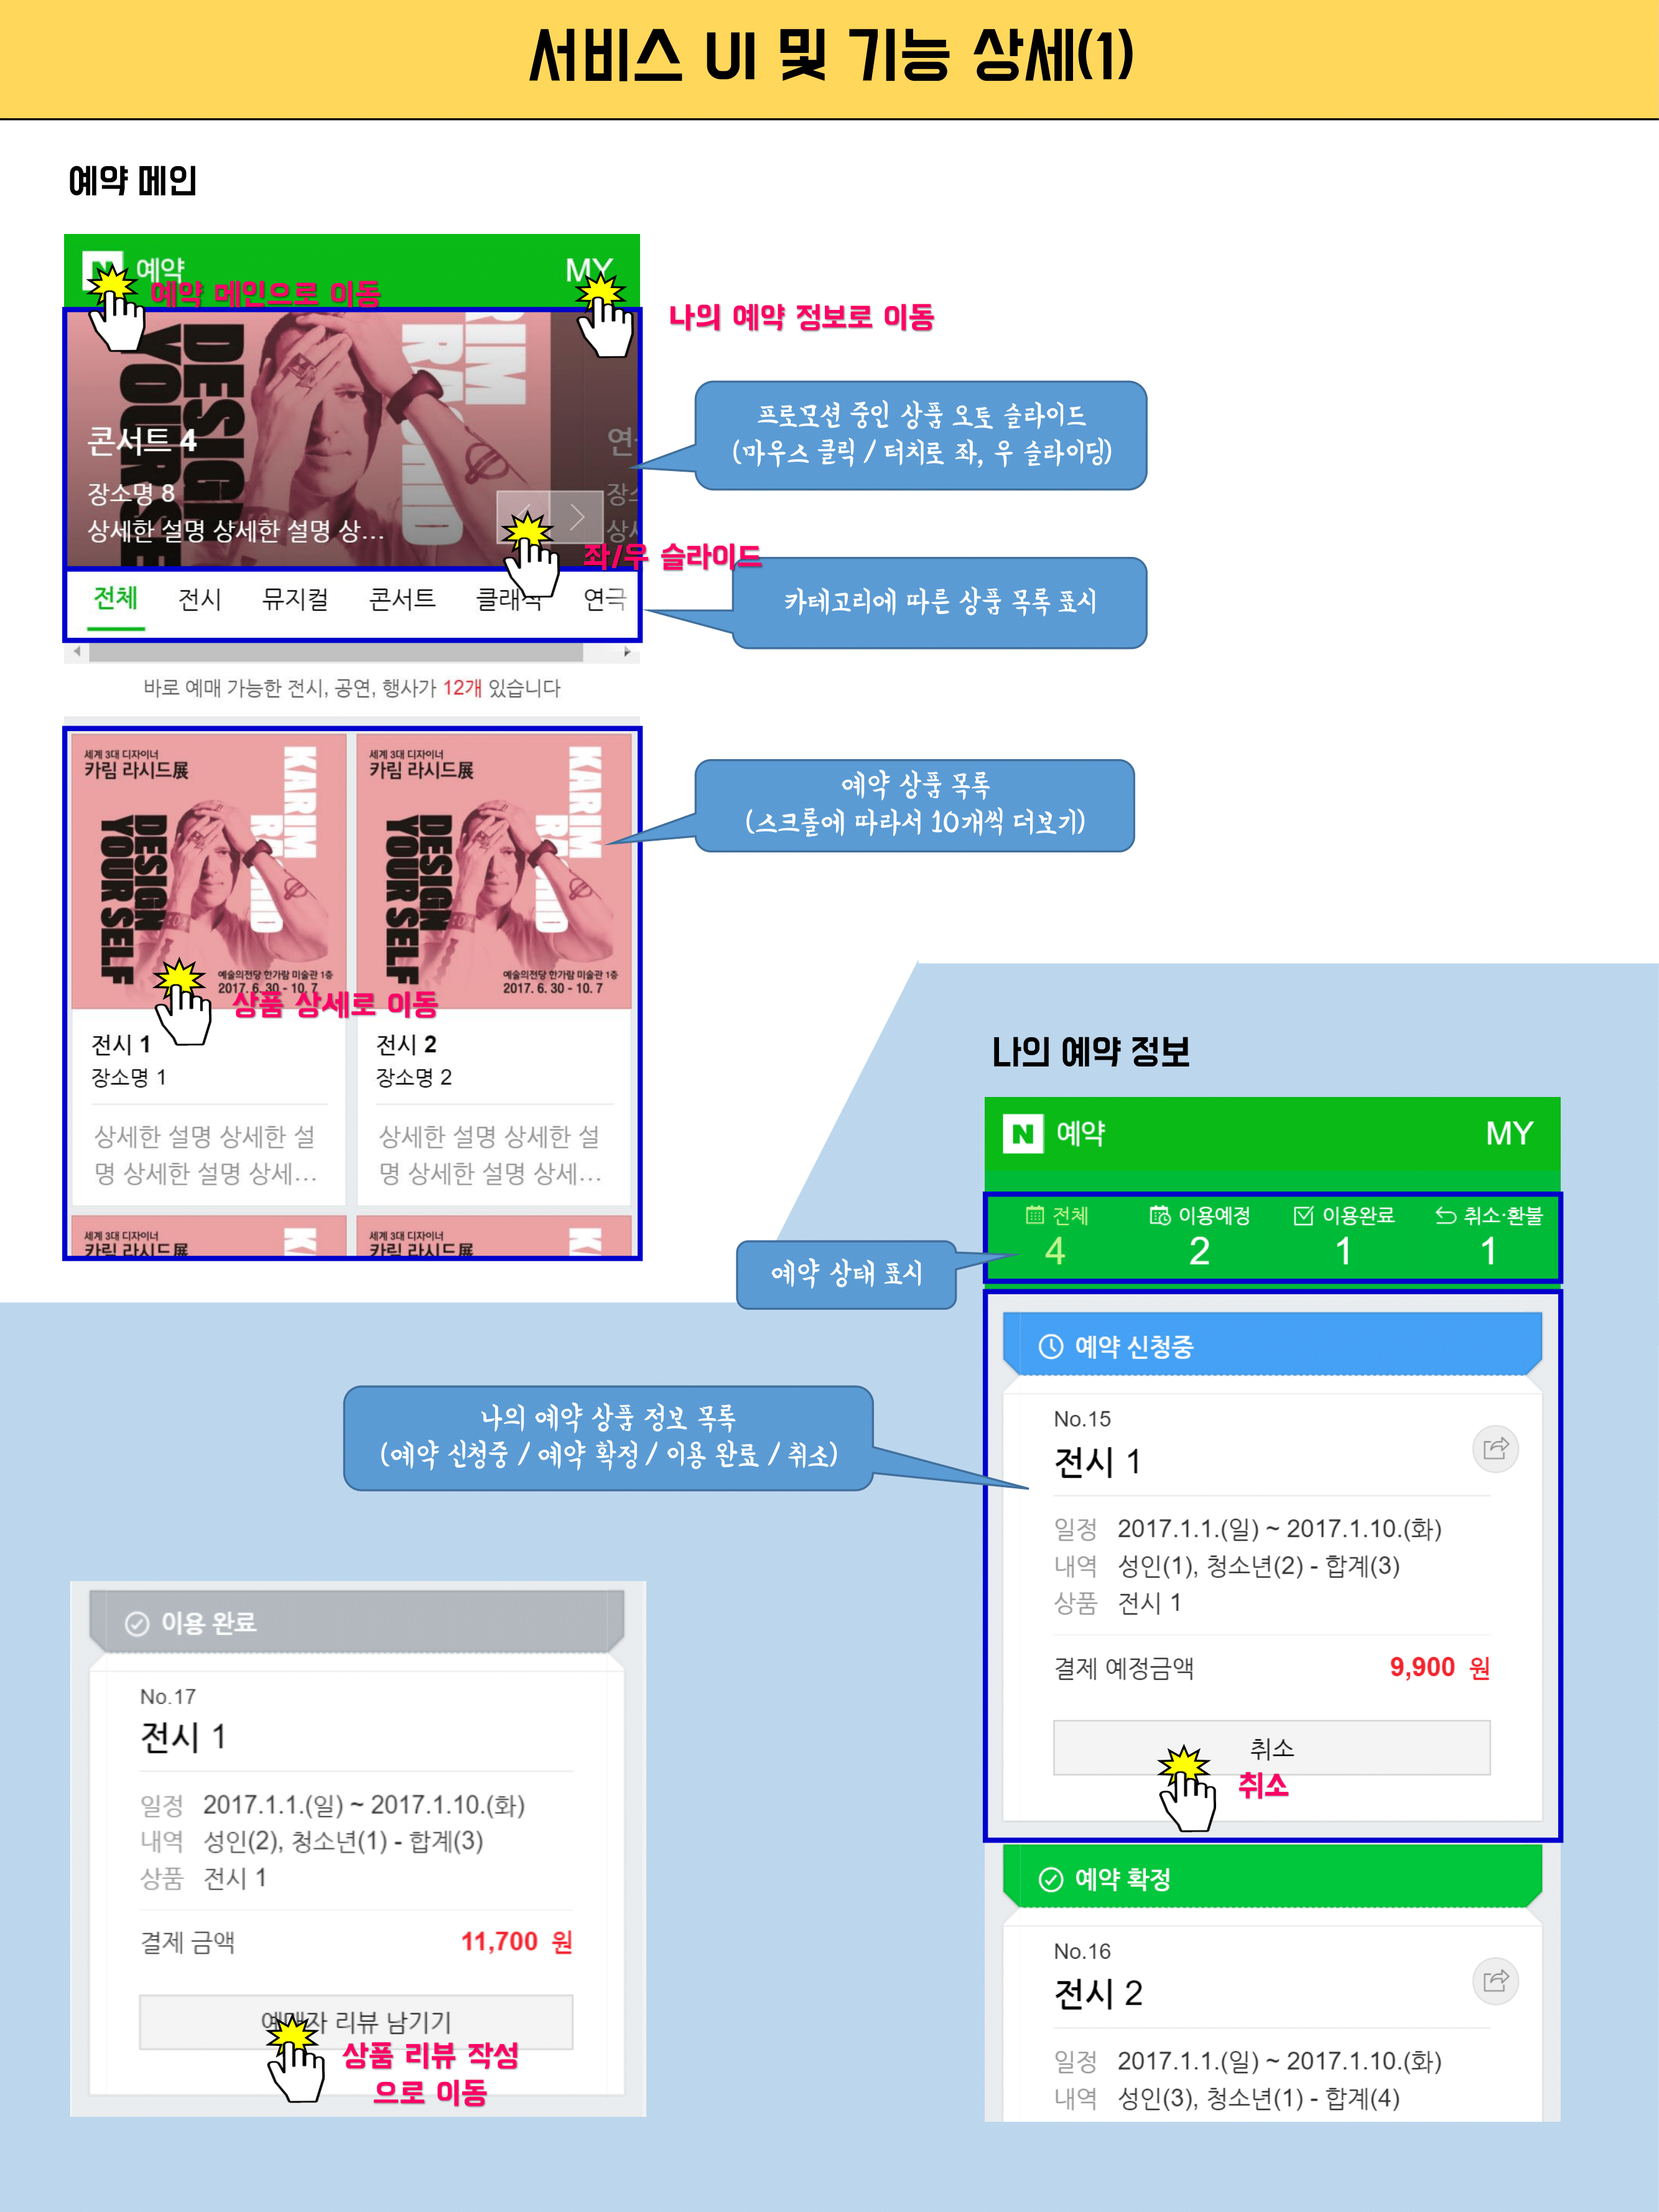 서비스 UI 및 기능 상세(1)
예약 메인
예약
MY
예약 메인으로 이동
나의 예약 정보로 이동
DESIGN
YOURSE
콘서트 4
연
장소명 8
장소
상세한 설명 상세한 설명 상...
상세
프로모션 중인 상품 오토 슬라이드
(마우스 클릭 / 터치로 좌, 우 슬라이딩)
좌/우 슬라이드
전체 전시 뮤지컬 콘서트 클래식 연극
카테고리에 따른 상품 목록 표시
바로 예매 가능한 전시, 공연, 행사가 12개 있습니다
세계 3대 디자이너
카림 라시드展
KARIM
DESIGN
YOURSELF
예술의전당 한가람 미술관 1층
2017. 6. 30 - 10. 7
상품 상세로 이동
전시 1
장소명 1
상세한 설명 상세한 설
명 상세한 설명 상세...
세계 3대 디자이너
카림 라시드展
KARIM
DESIGN
YOURSELF
예술의전당 한가람 미술관 1층
2017. 6. 30 - 10. 7
전시 2
장소명 2
상세한 설명 상세한 설
명 상세한 설명 상세...
예약 상품 목록
(스크롤에 따라서 10개씩 더보기)
세계 3대 디자이너
카림 라시드展
세계 3대 디자이너
카림 라시드展
나의 예약 정보
N 예약
MY
전체 이용예정 이용완료 취소·환불
4 2 1 1
예약 상태 표시
예약 신청중
No.15
전시 1
일정 2017.1.1.(일) ~ 2017.1.10.(화)
내역 성인(1), 청소년(2) - 합계(3)
상품 전시 1
결제 예정금액 9,900 원
취소
취소
나의 예약 상품 정보 목록
(예약 신청중 / 예약 확정 / 이용 완료 / 취소)
예약 확정
No.16
전시 2
일정 2017.1.1.(일) ~ 2017.1.10.(화)
내역 성인(3), 청소년(1) - 합계(4)
이용 완료
No.17
전시 1
일정 2017.1.1.(일) ~ 2017.1.10.(화)
내역 성인(2), 청소년(1) - 합계(3)
상품 전시 1
결제 금액 11,700 원
예매자 리뷰 남기기
상품 리뷰 작성
으로 이동